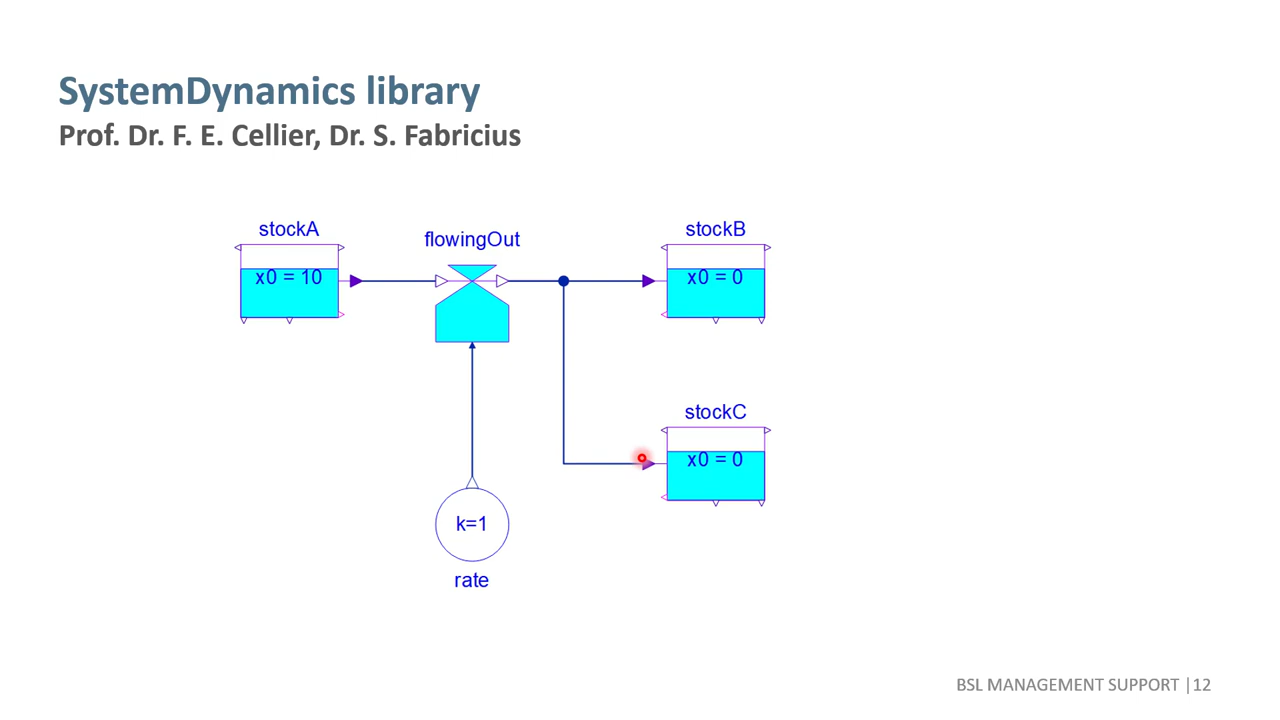 SystemDynamics library
Prof. Dr. F. E. Cellier, Dr. S. Fabricius
stockA
flowingOut
stockB
x0 = 10
x0 = 0
stockC
x0 = 0
k=1
rate
BSL MANAGEMENT SUPPORT |12